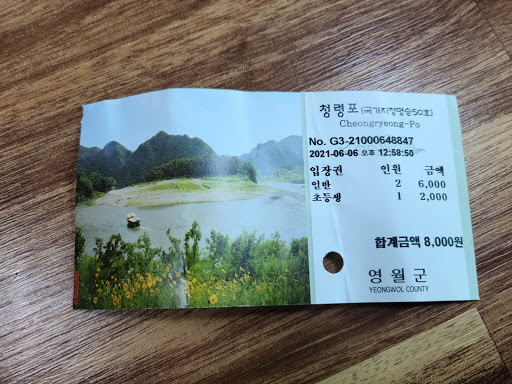 청령포 (국가지정명승50호)
Cheongryeong-Po
No. G3-21000648847
2021-06-06 오후 12:58:50
입장권 인원 금액
일반 2 6,000
초등생 1 2,000
합계금액 8,000원
영월군
YEONGWOL COUNTY